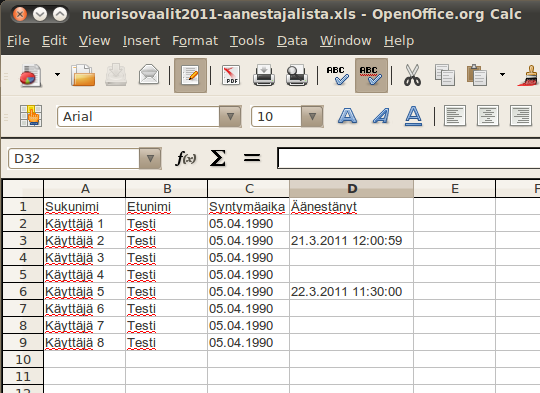 nuorisovaalit2011-aanestajalista.xls - OpenOffice.org Calc
File Edit View Insert Format Tools Data Window Help
PDF ABC ABC
Arial 10 A A A
D32 f(x) Σ =
A B C D E F
1 Sukunimi Etunimi Syntymäaika Äänestänyt
2 Käyttäjä 1 Testi 05.04.1990
3 Käyttäjä 2 Testi 05.04.1990 21.3.2011 12:00:59
4 Käyttäjä 3 Testi 05.04.1990
5 Käyttäjä 4 Testi 05.04.1990
6 Käyttäjä 5 Testi 05.04.1990 22.3.2011 11:30:00
7 Käyttäjä 6 Testi 05.04.1990
8 Käyttäjä 7 Testi 05.04.1990
9 Käyttäjä 8 Testi 05.04.1990
10
11
12